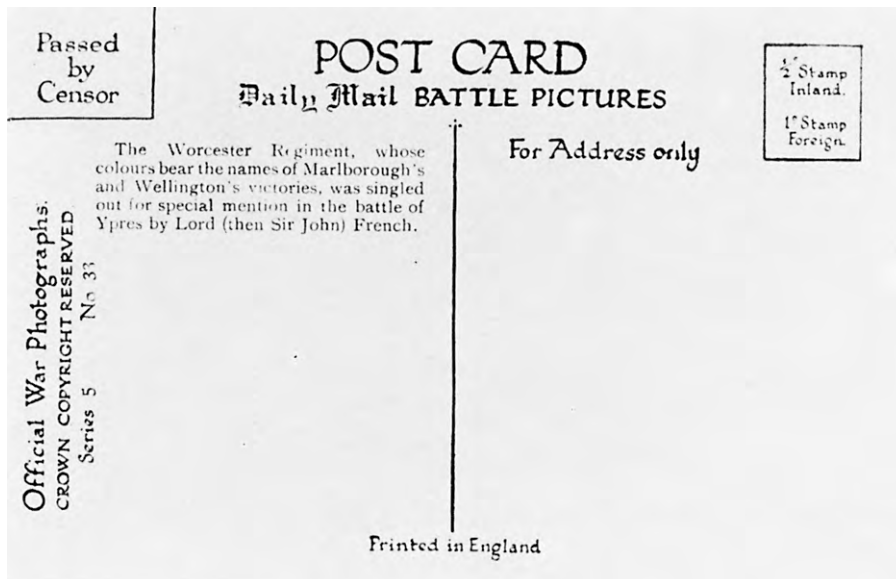 Passed
by
Censor
POST CARD
Daily Mail BATTLE PICTURES
½ᵈ Stamp
Inland.
1ᵈ Stamp
Foreign.
For Address only
The Worcester Regiment, whose
colours bear the names of Marlborough's
and Wellington's victories, was singled
out for special mention in the battle of
Ypres by Lord (then Sir John) French.
Official War Photographs.
CROWN COPYRIGHT RESERVED
Series 5 No 33
Printed in England